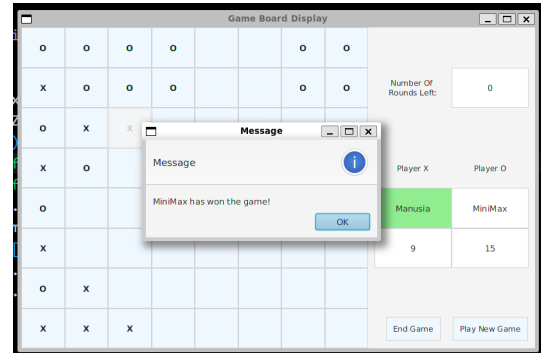 Game Board Display
O O O O O O
X O O O O O
Number Of
Rounds Left:
0
O X X
Message
X O
Message
MiniMax has won the game!
OK
Player X Player O
O
Manusia MiniMax
X
9 15
O X
X X X
End Game Play New Game